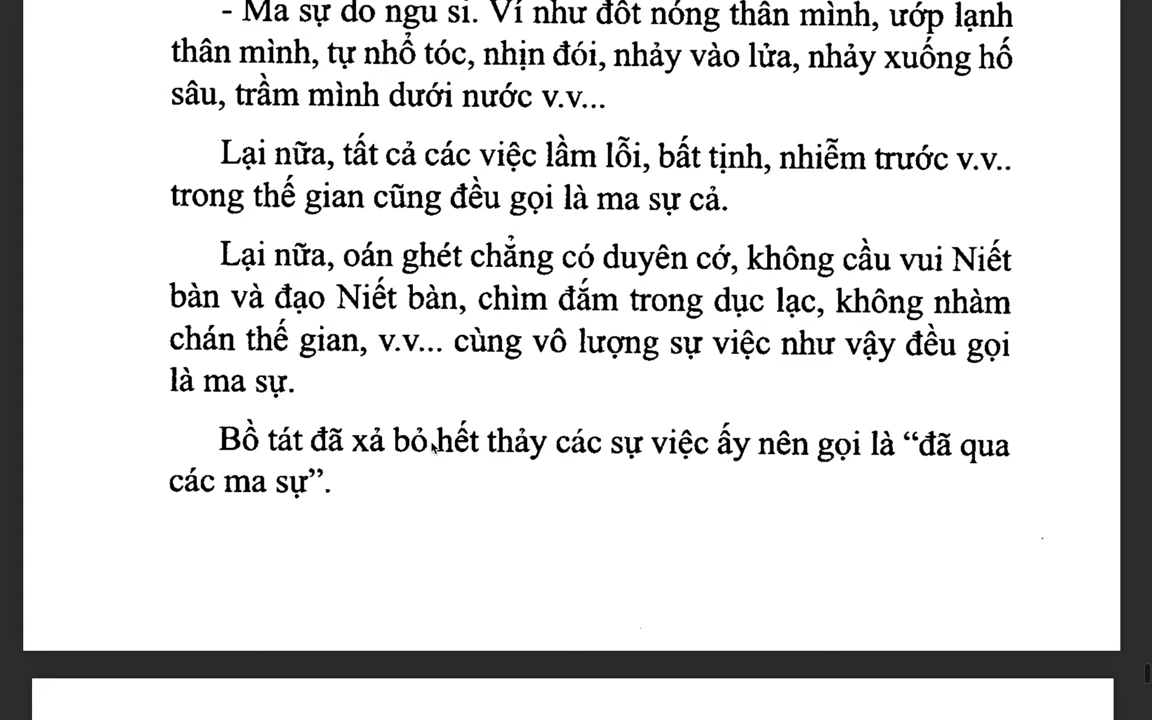 - Ma sự do ngu si. Ví như đốt nóng thân mình, ướp lạnh
thân mình, tự nhổ tóc, nhịn đói, nhảy vào lửa, nhảy xuống hố
sâu, trầm mình dưới nước v.v...
Lại nữa, tất cả các việc lầm lỗi, bất tịnh, nhiễm trước v.v..
trong thế gian cũng đều gọi là ma sự cả.
Lại nữa, oán ghét chẳng có duyên cớ, không cầu vui Niết
bàn và đạo Niết bàn, chìm đắm trong dục lạc, không nhàm
chán thế gian, v.v... cùng vô lượng sự việc như vậy đều gọi
là ma sự.
Bồ tát đã xả bỏ hết thảy các sự việc ấy nên gọi là “đã qua
các ma sự”.